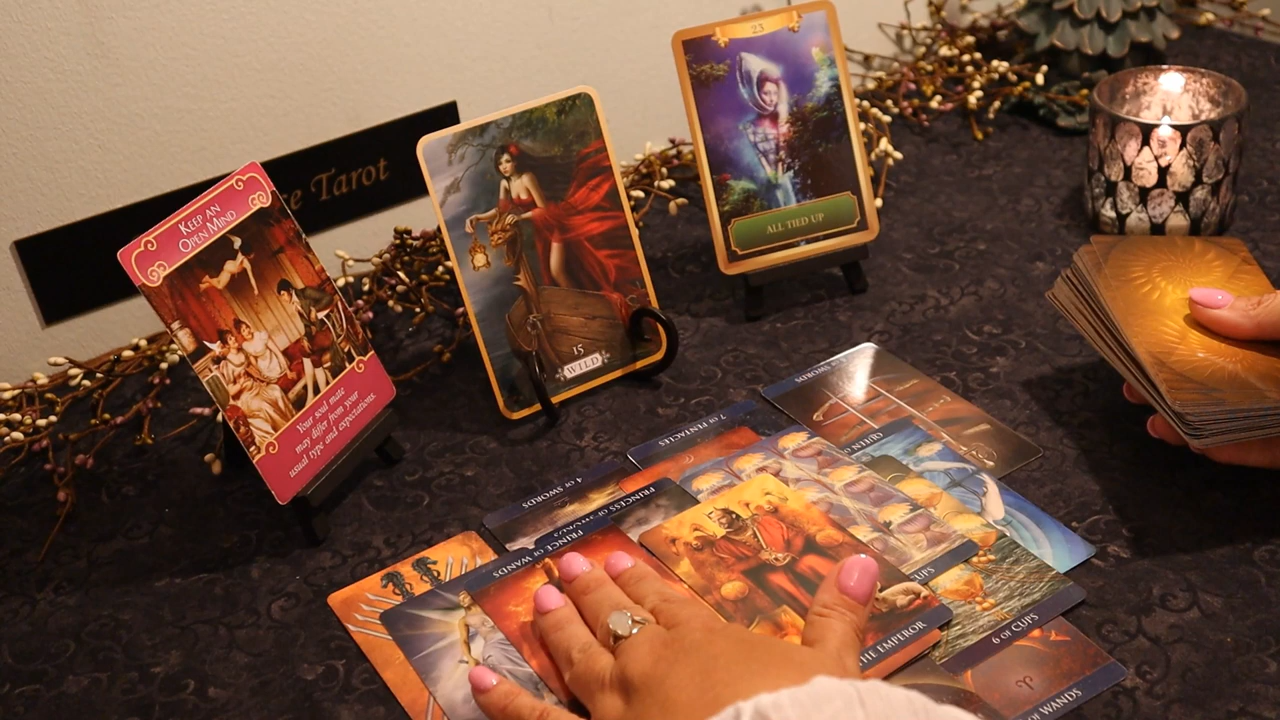 23
ALL TIED UP
Tarot
KEEP AN
OPEN MIND
Your soul mate
may differ from your
usual type and expectations.
15
WILD
OF SWORDS
7 OF PENTACLES
QUEEN
4 OF SWORDS
PRINCESS OF SWORDS
PRINCE OF WANDS
CUPS
6 OF CUPS
THE EMPEROR
OF WANDS